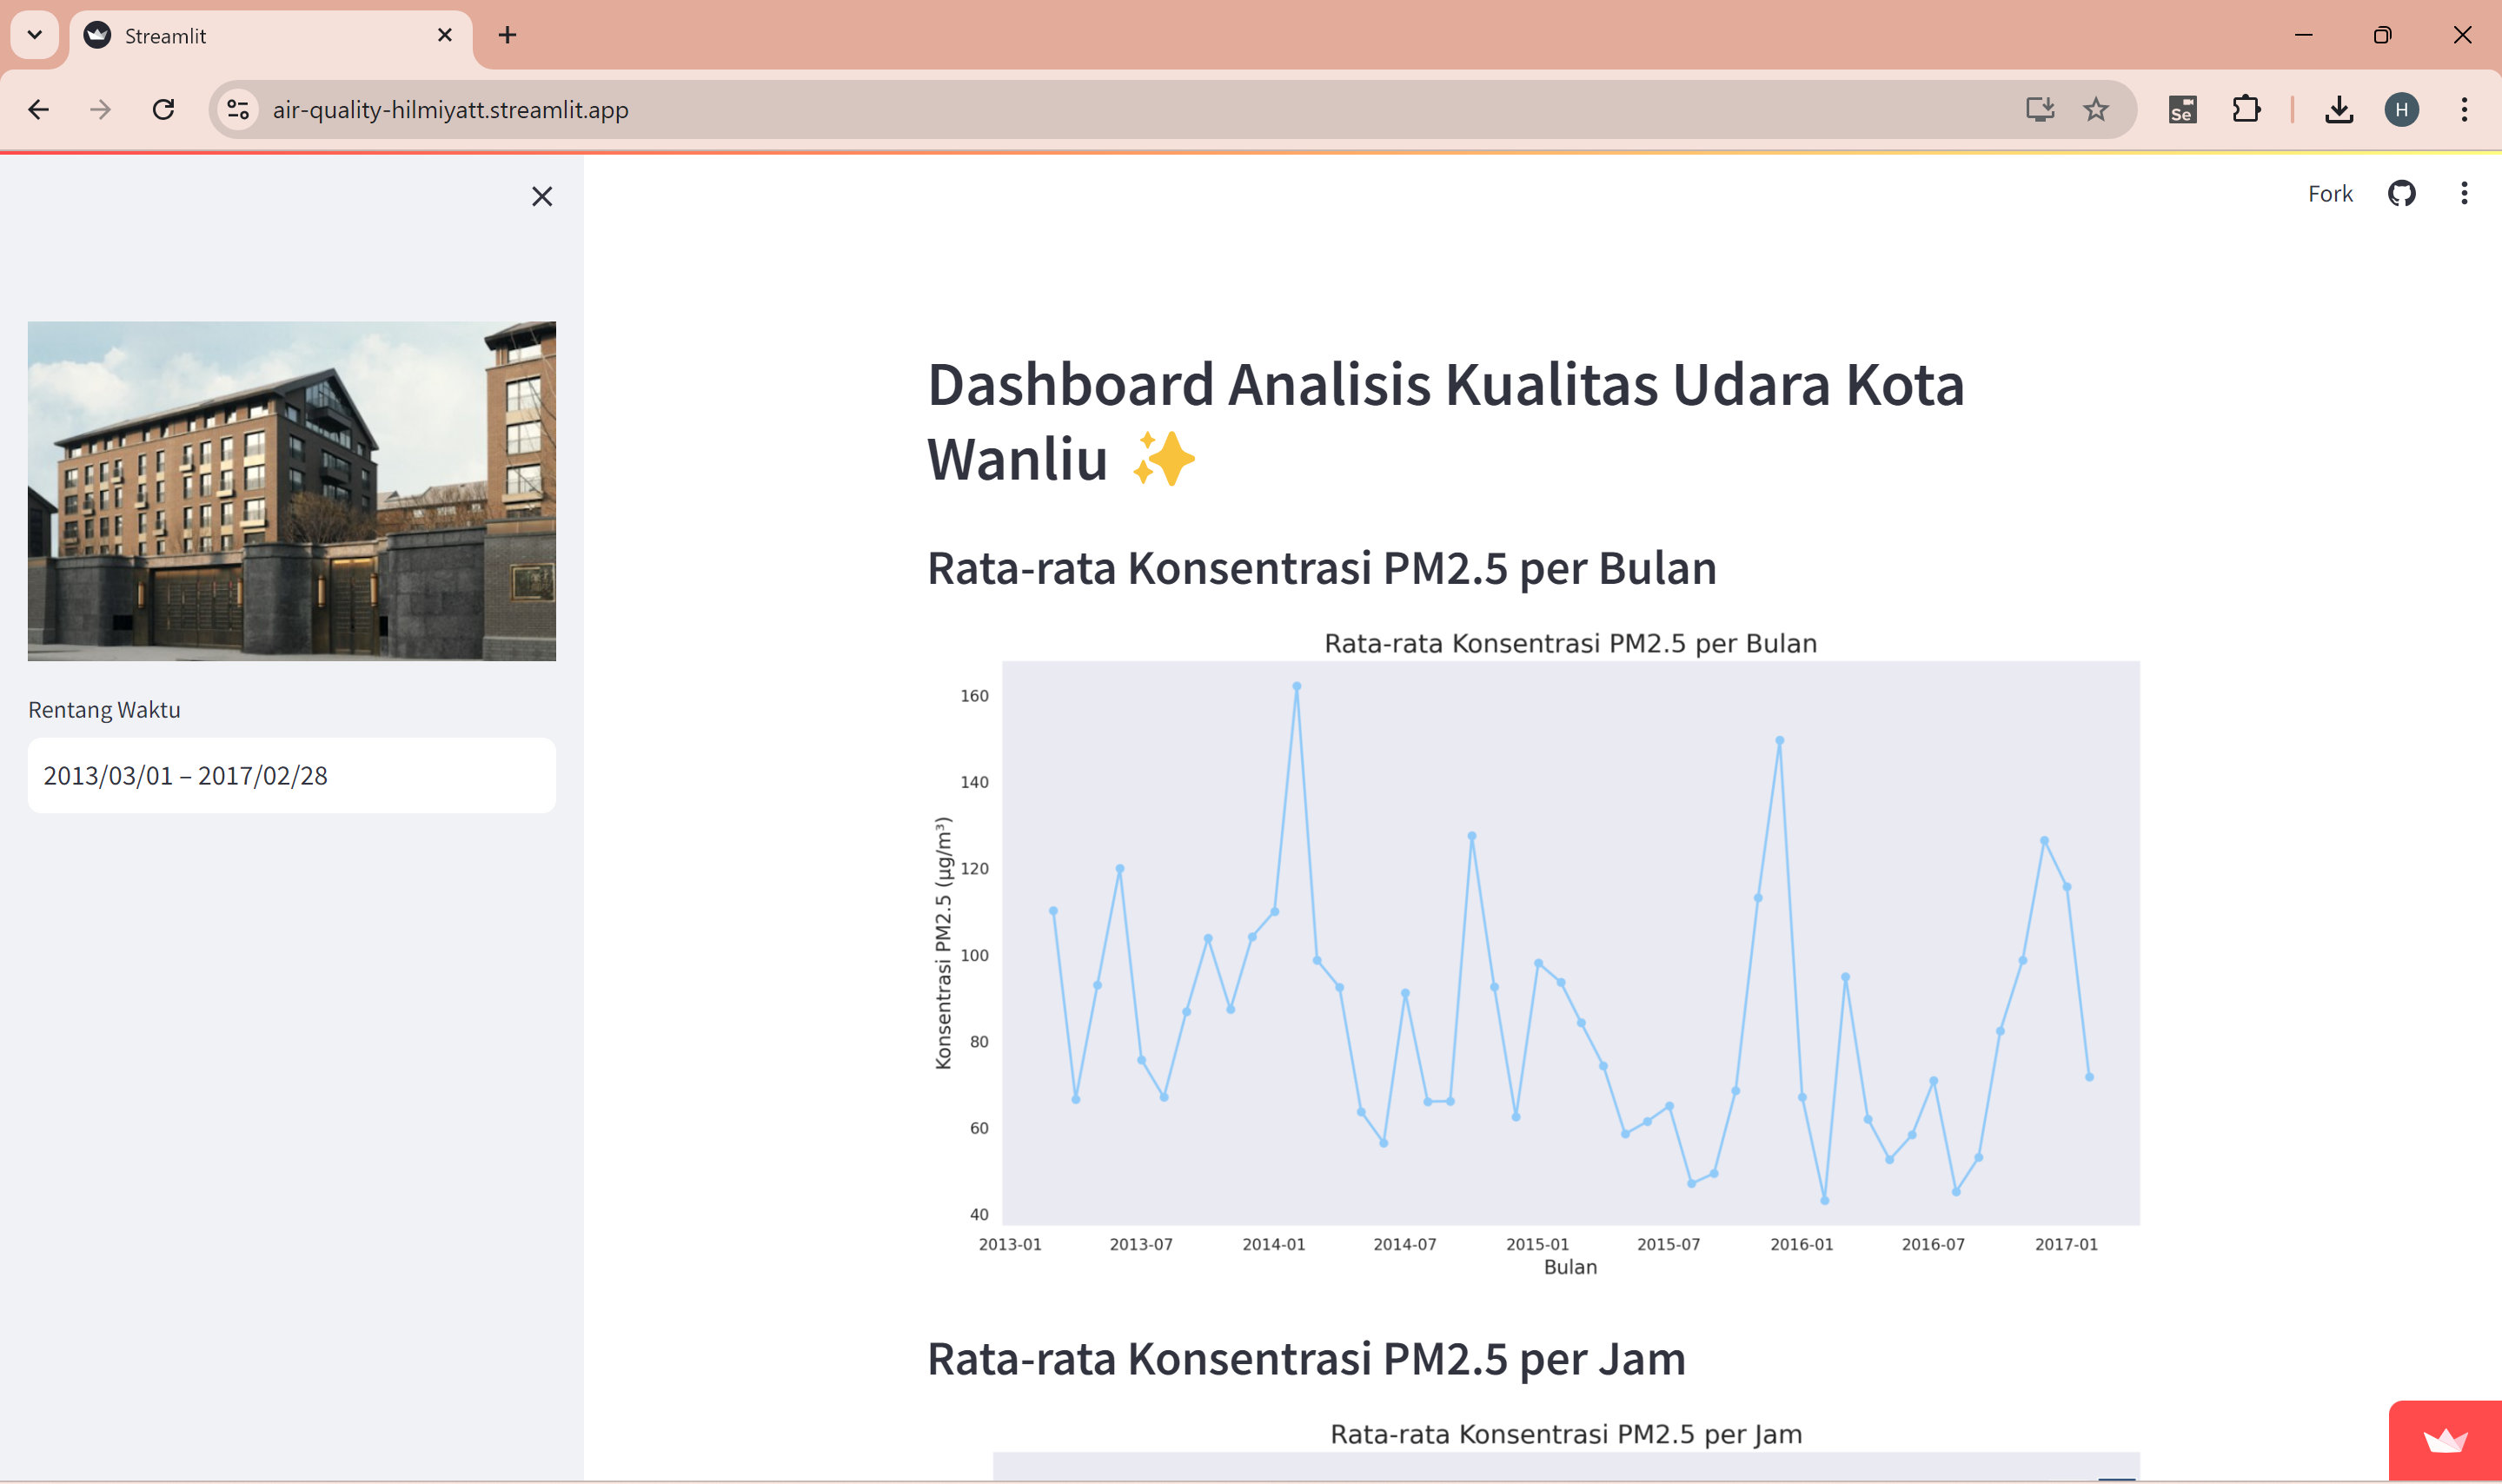 Streamlit
air-quality-hilmiyatt.streamlit.app
Se
H
Fork
Rentang Waktu
2013/03/01 – 2017/02/28
Dashboard Analisis Kualitas Udara Kota
Wanliu ✨
Rata-rata Konsentrasi PM2.5 per Bulan
Rata-rata Konsentrasi PM2.5 per Bulan
Konsentrasi PM2.5 (µg/m³)
160
140
120
100
80
60
40
2013-01 2013-07 2014-01 2014-07 2015-01 2015-07 2016-01 2016-07 2017-01
Bulan
Rata-rata Konsentrasi PM2.5 per Jam
Rata-rata Konsentrasi PM2.5 per Jam